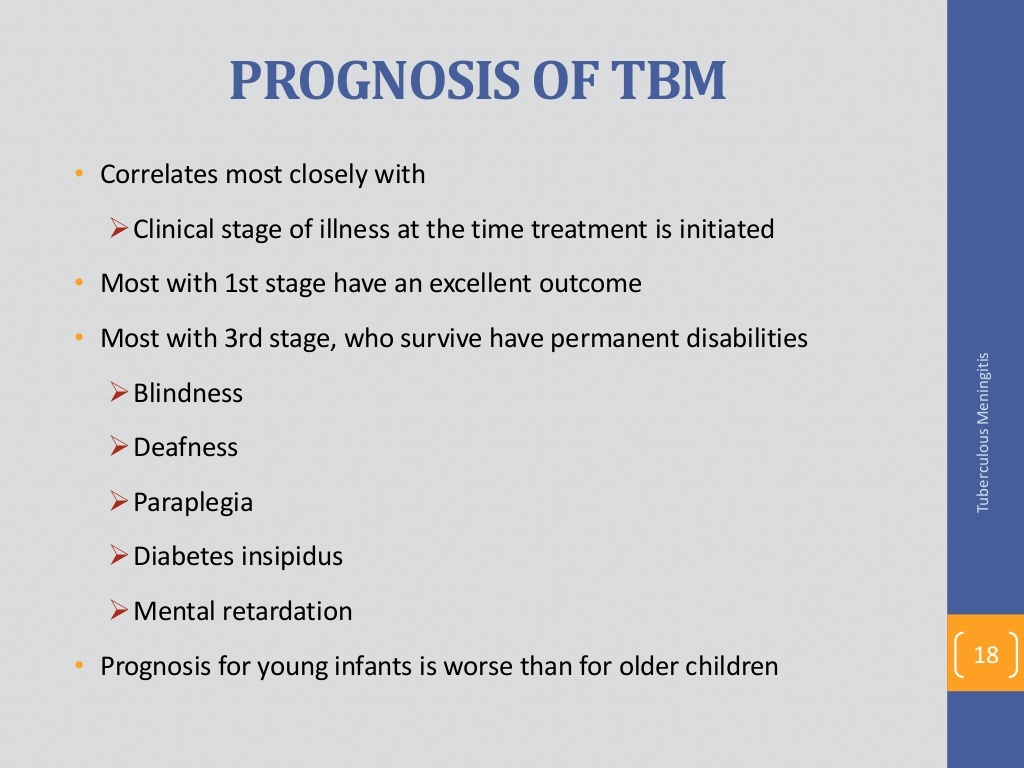 PROGNOSIS OF TBM
• Correlates most closely with
➢Clinical stage of illness at the time treatment is initiated
• Most with 1st stage have an excellent outcome
• Most with 3rd stage, who survive have permanent disabilities
➢Blindness
➢Deafness
➢Paraplegia
➢Diabetes insipidus
➢Mental retardation
• Prognosis for young infants is worse than for older children
Tuberculous Meningitis
18